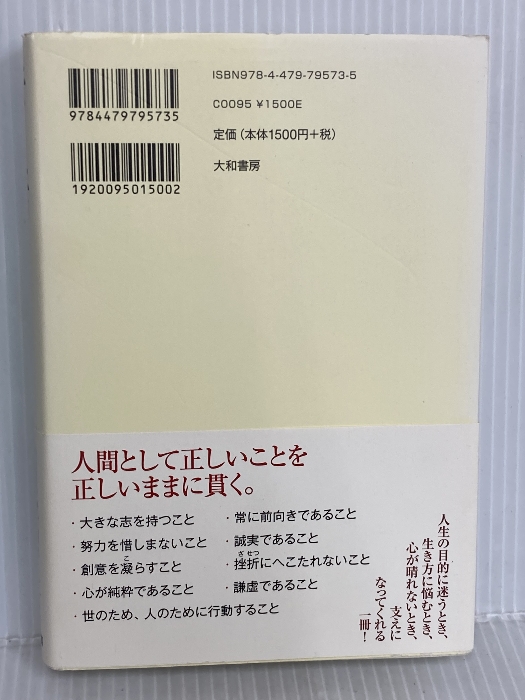 ISBN978-4-479-79573-5
C0095 ¥1500E
9784479795735
定価(本体1500円+税)
1920095015002
大和書房
人間として正しいことを
正しいままに貫く。
・大きな志を持つこと
・努力を惜しまないこと
・創意を凝らすこと
こ
・心が純粋であること
・世のため、人のために行動すること
・常に前向きであること
・誠実であること
ざせつ
・挫折にへこたれないこと
・謙虚であること
人生の目的に迷うとき、
生き方に悩むとき、
心が晴れないとき、
支えに
なってくれる
一冊!